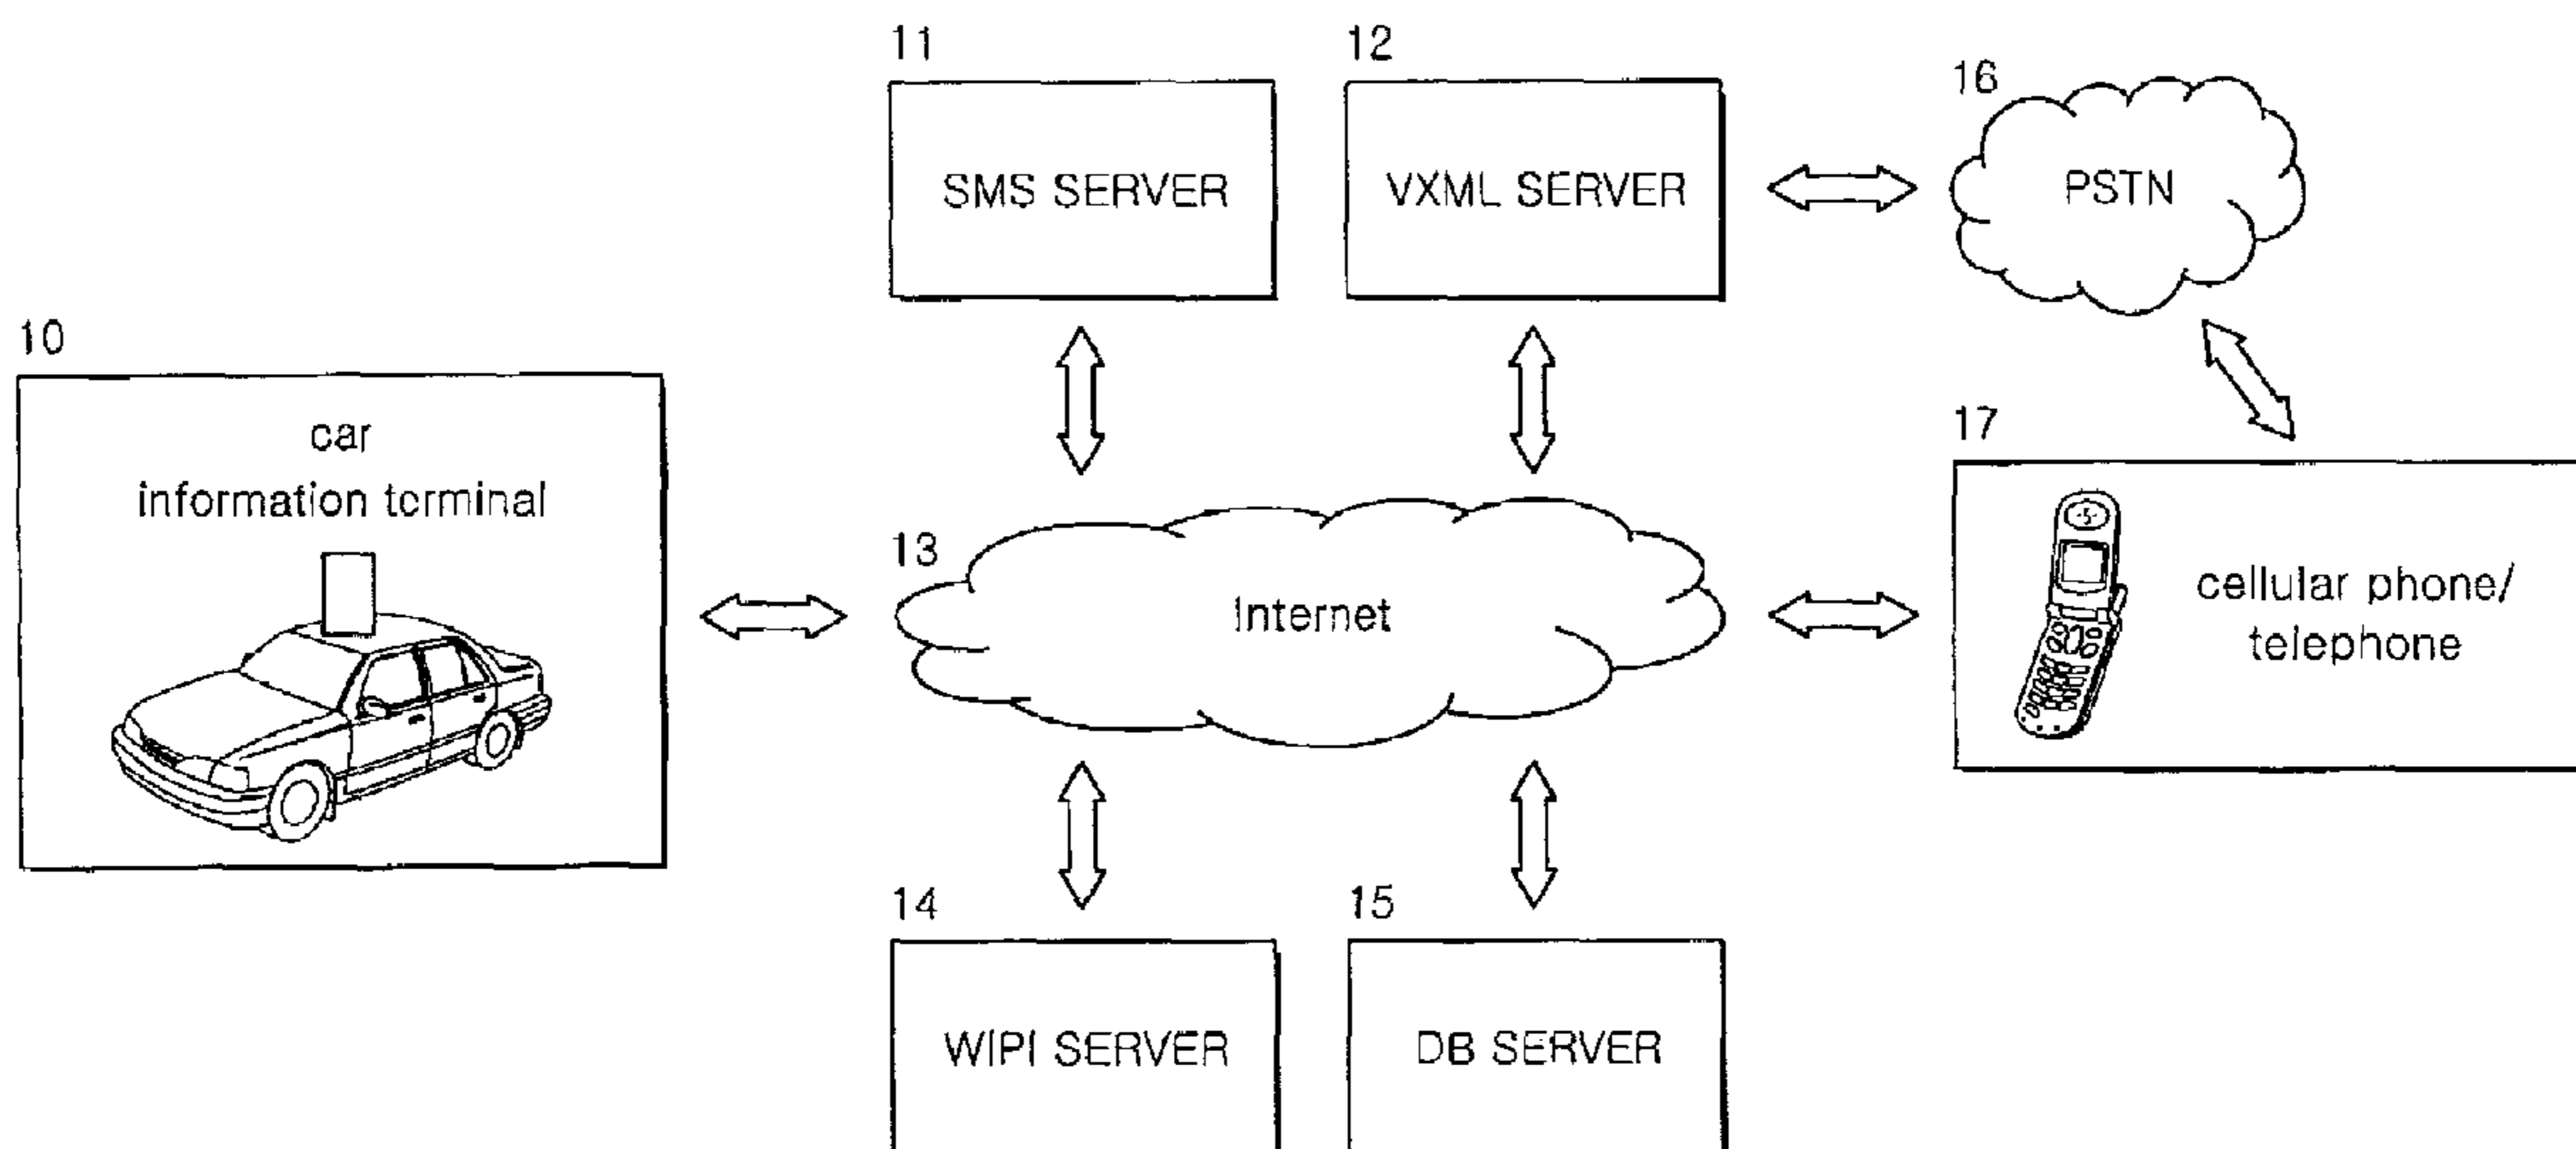 11
12
16
SMS SERVER
VXML SERVER
PSTN
10
car
information terminal
17
13
Internet
cellular phone/
telephone
14
15
WIPI SERVER
DB SERVER